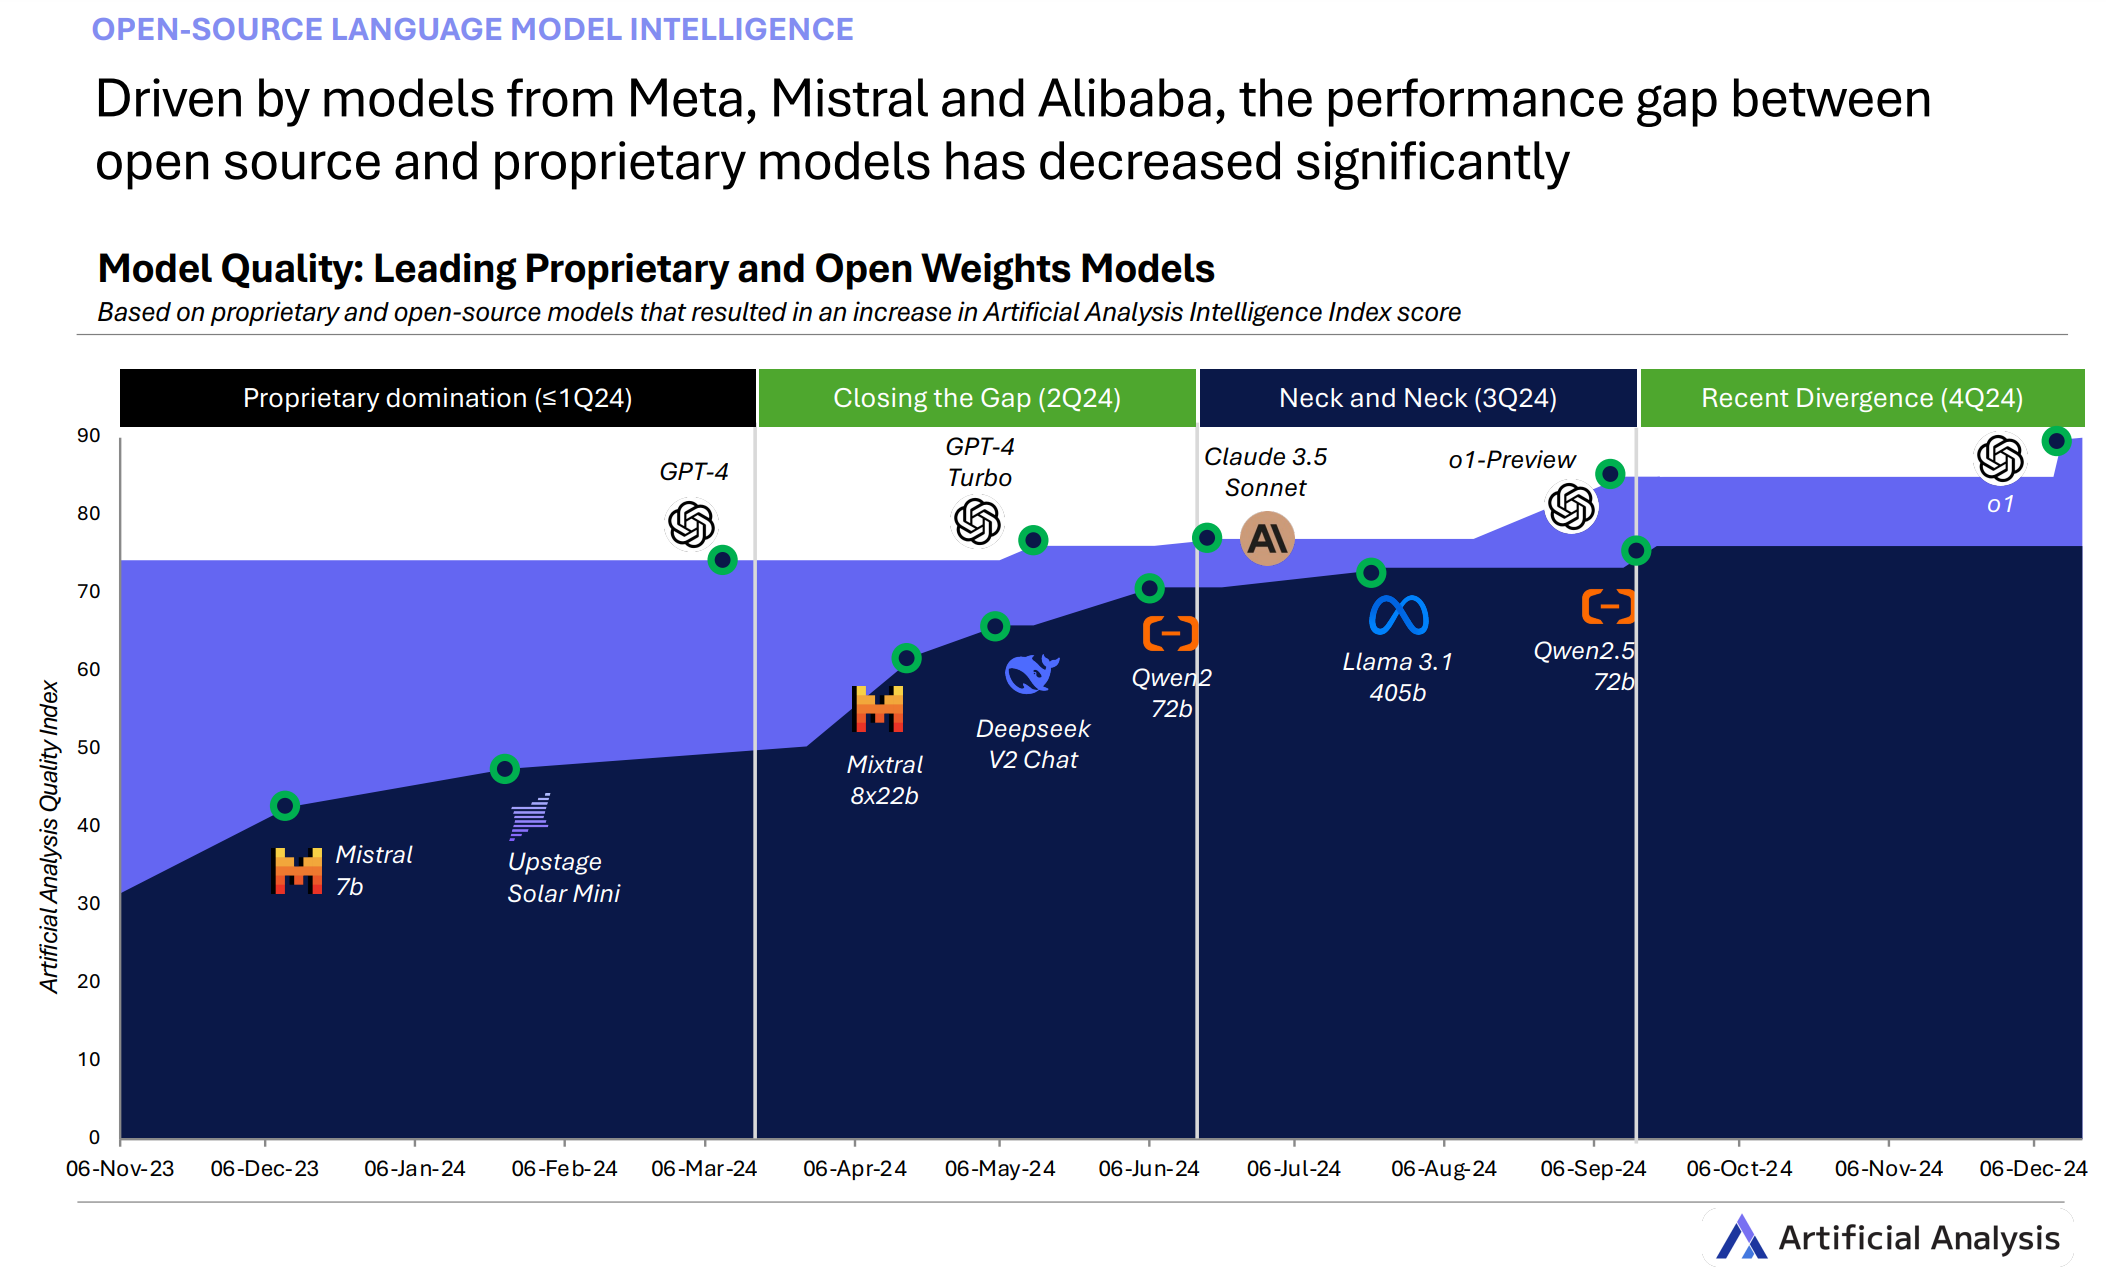 OPEN-SOURCE LANGUAGE MODEL INTELLIGENCE
Driven by models from Meta, Mistral and Alibaba, the performance gap between
open source and proprietary models has decreased significantly
Model Quality: Leading Proprietary and Open Weights Models
Based on proprietary and open-source models that resulted in an increase in Artificial Analysis Intelligence Index score
Proprietary domination (≤1Q24)
Closing the Gap (2Q24)
Neck and Neck (3Q24)
Recent Divergence (4Q24)
Artificial Analysis Quality Index
90
80
70
60
50
40
30
20
10
0
GPT-4
GPT-4
Turbo
Claude 3.5
Sonnet
o1-Preview
o1
Mistral
7b
Upstage
Solar Mini
Mixtral
8x22b
Deepseek
V2 Chat
Qwen2
72b
Llama 3.1
405b
Qwen2.5
72b
06-Nov-23
06-Dec-23
06-Jan-24
06-Feb-24
06-Mar-24
06-Apr-24
06-May-24
06-Jun-24
06-Jul-24
06-Aug-24
06-Sep-24
06-Oct-24
06-Nov-24
06-Dec-24
Artificial Analysis